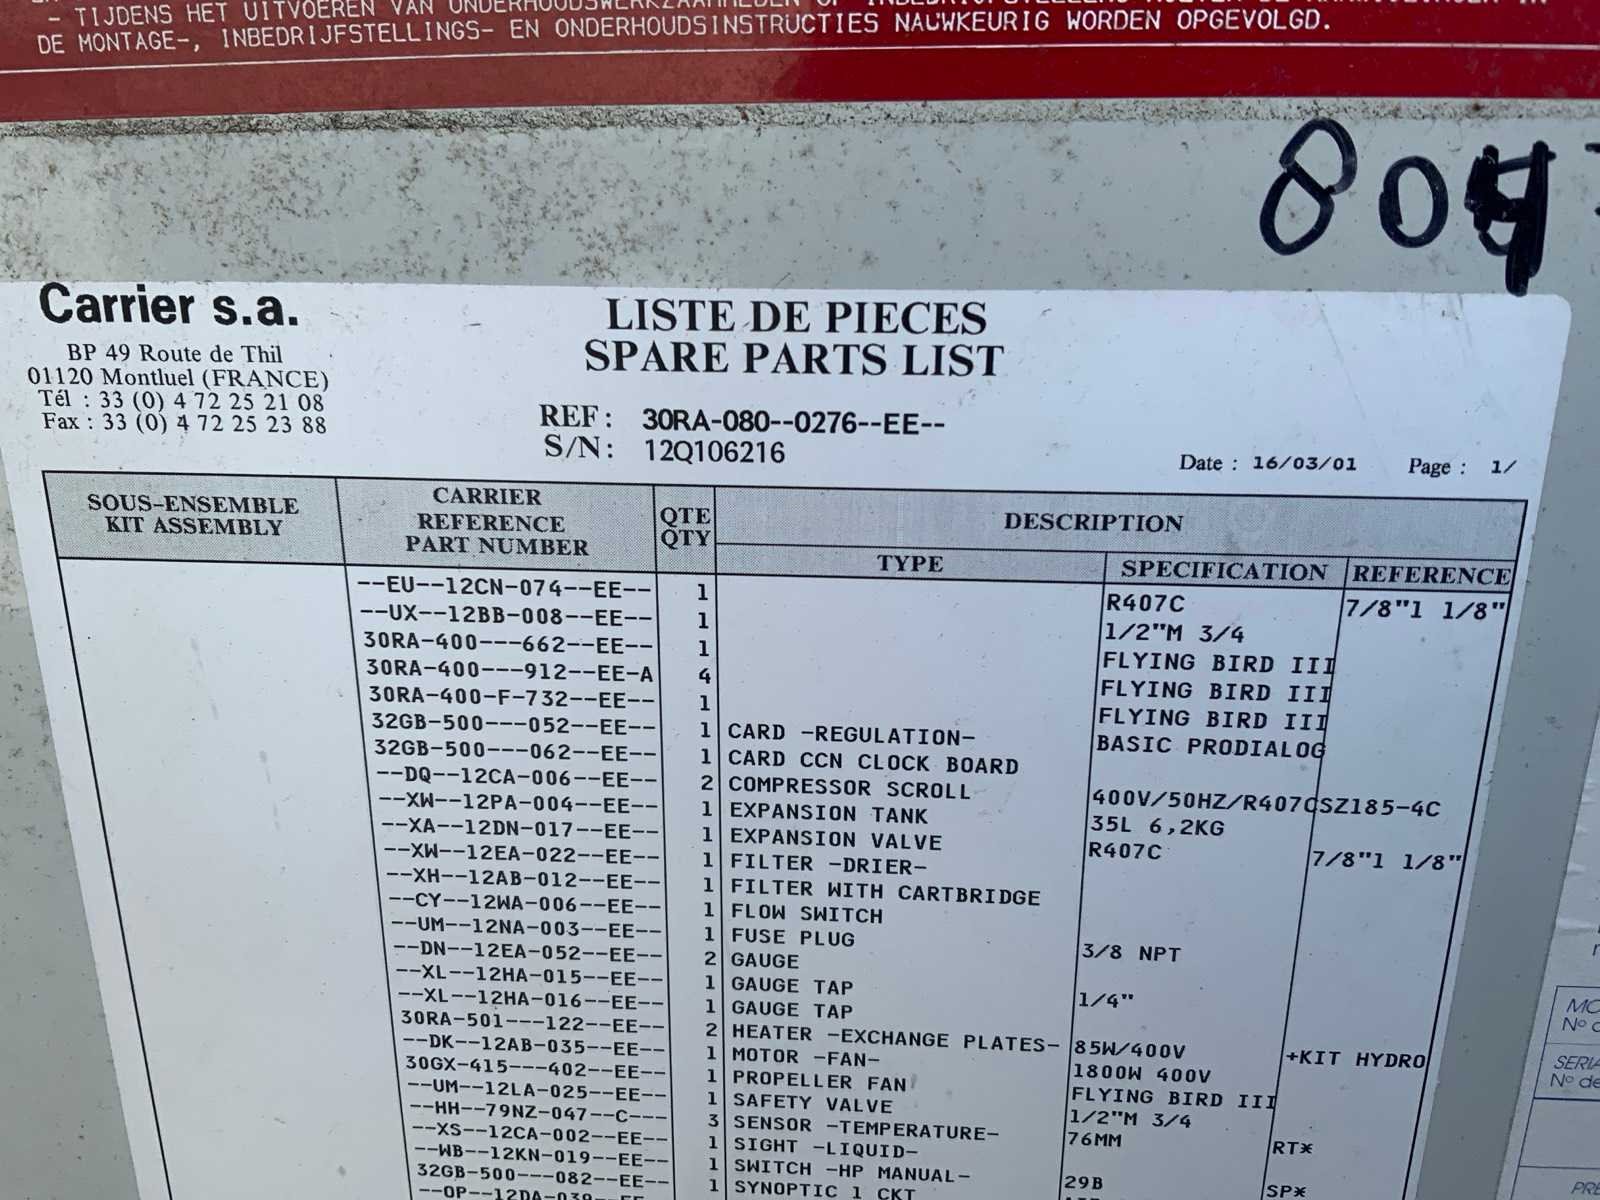 DE MONTAGE-, INBEDRIJFSTELLINGS- EN ONDERHOUDSINSTRUCTIES NAUWKEURIG WORDEN OPGEVOLGD.
Carrier s.a.
BP 49 Route de Thil
01120 Montluel (FRANCE)
Tél : 33 (0) 4 72 25 21 08
Fax : 33 (0) 4 72 25 23 88
LISTE DE PIECES
SPARE PARTS LIST
REF: 30RA-080--0276--EE--
S/N: 12Q106216
Date : 16/03/01 Page : 1/
SOUS-ENSEMBLE
KIT ASSEMBLY
CARRIER
REFERENCE
PART NUMBER
QTE
QTY
DESCRIPTION
TYPE SPECIFICATION REFERENCE
--EU--12CN-074--EE-- 1 R407C 7/8"1 1/8"
--UX--12BB-008--EE-- 1 1/2"M 3/4
30RA-400---662--EE-- 1 FLYING BIRD III
30RA-400---912--EE-A 4 FLYING BIRD III
30RA-400-F-732--EE-- 1 FLYING BIRD III
32GB-500---052--EE-- 1 CARD -REGULATION- BASIC PRODIALOG
32GB-500---062--EE-- 1 CARD CCN CLOCK BOARD
--DQ--12CA-006--EE-- 2 COMPRESSOR SCROLL 400V/50HZ/R407C SZ185-4C
--XW--12PA-004--EE-- 1 EXPANSION TANK 35L 6,2KG
--XA--12DN-017--EE-- 1 EXPANSION VALVE R407C 7/8"1 1/8"
--XW--12EA-022--EE-- 1 FILTER -DRIER-
--XH--12AB-012--EE-- 1 FILTER WITH CARTBRIDGE
--CY--12WA-006--EE-- 1 FLOW SWITCH
--UM--12NA-003--EE-- 1 FUSE PLUG 3/8 NPT
--DN--12EA-052--EE-- 2 GAUGE
--XL--12HA-015--EE-- 1 GAUGE TAP 1/4"
--XL--12HA-016--EE-- 1 GAUGE TAP
30RA-501---122--EE-- 2 HEATER -EXCHANGE PLATES- 85W/400V +KIT HYDRO
--DK--12AB-035--EE-- 1 MOTOR -FAN- 1800W 400V
30GX-415---402--EE-- 1 PROPELLER FAN FLYING BIRD III
--UM--12LA-025--EE-- 1 SAFETY VALVE 1/2"M 3/4
--HH--79NZ-047--C--- 3 SENSOR -TEMPERATURE- 76MM RT*
--XS--12CA-002--EE-- 1 SIGHT -LIQUID-
--WB--12KN-019--EE-- 1 SWITCH -HP MANUAL- 29B SP*
32GB-500---082--EE-- 1 SYNOPTIC 1 CKT